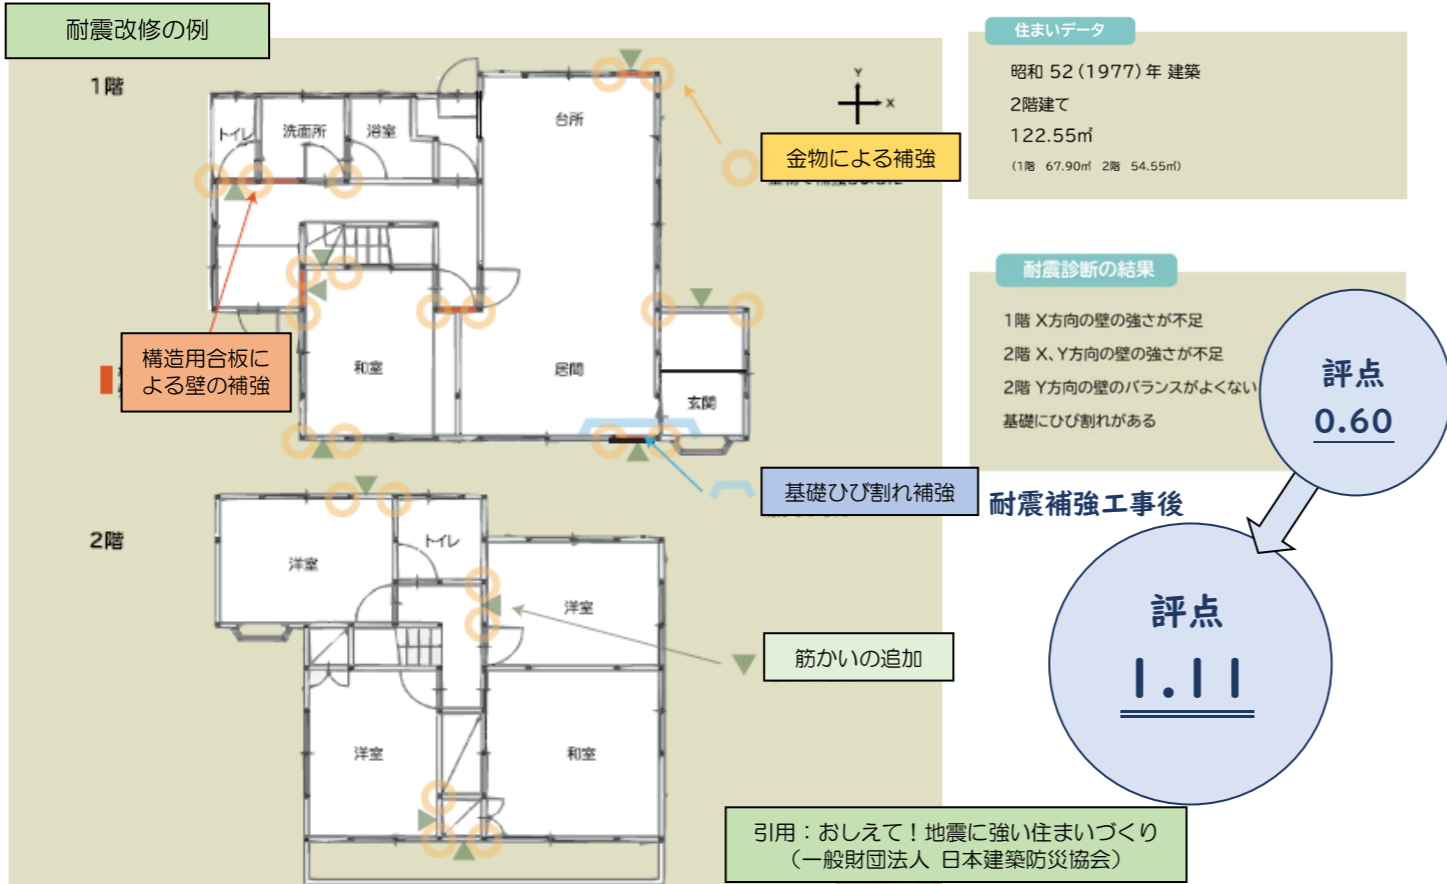 耐震改修の例
1階
トイレ
洗面所
浴室
台所
Y
X
金物による補強
構造用合板に
よる壁の補強
和室
居間
玄関
基礎ひび割れ補強
2階
洋室
トイレ
洋室
筋かいの追加
洋室
和室
住まいデータ
昭和 52(1977)年 建築
2階建て
122.55㎡
(1階 67.90㎡ 2階 54.55㎡)
耐震診断の結果
1階 X方向の壁の強さが不足
2階 X、Y方向の壁の強さが不足
2階 Y方向の壁のバランスがよくない
基礎にひび割れがある
評点
0.60
耐震補強工事後
評点
1.11
引用:おしえて!地震に強い住まいづくり
(一般財団法人 日本建築防災協会)